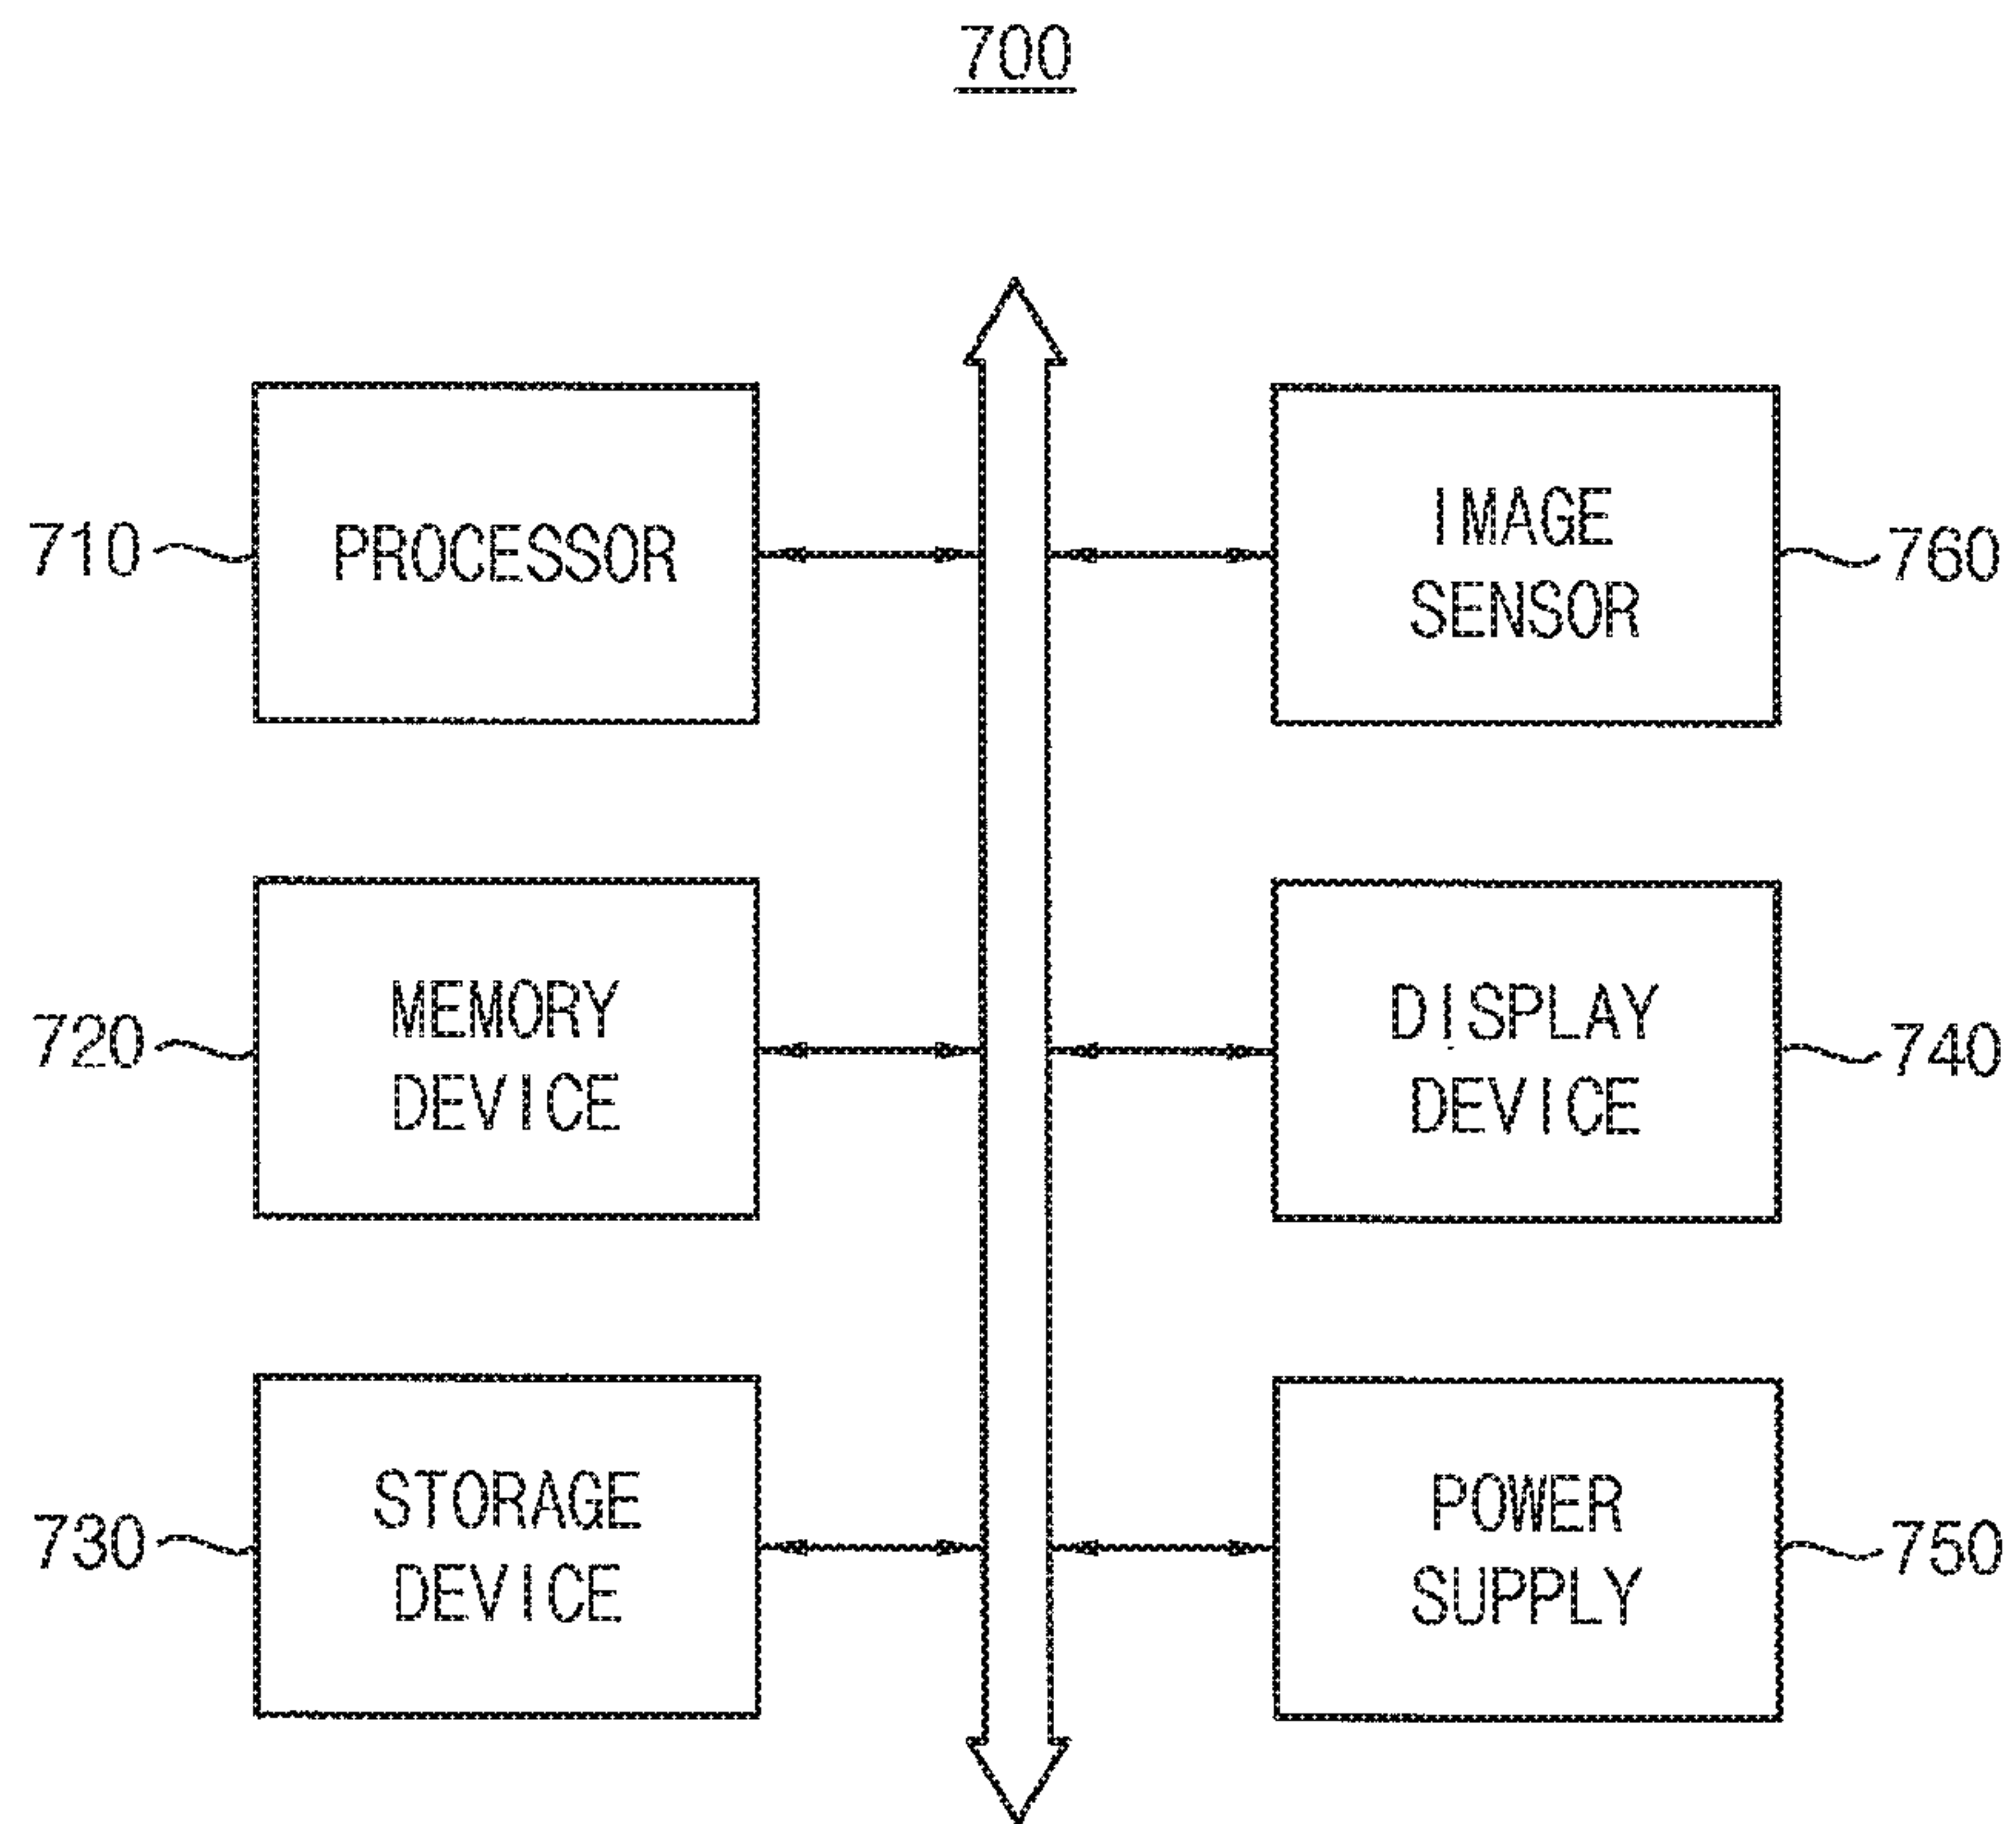 700
710
PROCESSOR
IMAGE
SENSOR
760
720
MEMORY
DEVICE
DISPLAY
DEVICE
740
730
STORAGE
DEVICE
POWER
SUPPLY
750